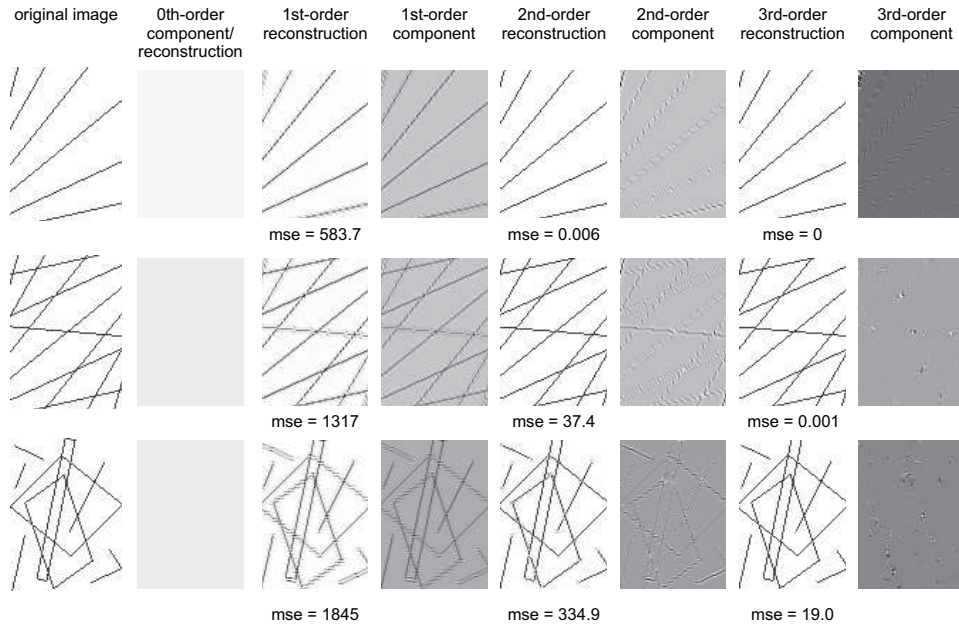 original image
0th-order
component/
reconstruction
1st-order
reconstruction
1st-order
component
2nd-order
reconstruction
2nd-order
component
3rd-order
reconstruction
3rd-order
component
mse = 583.7
mse = 0.006
mse = 0
mse = 1317
mse = 37.4
mse = 0.001
mse = 1845
mse = 334.9
mse = 19.0